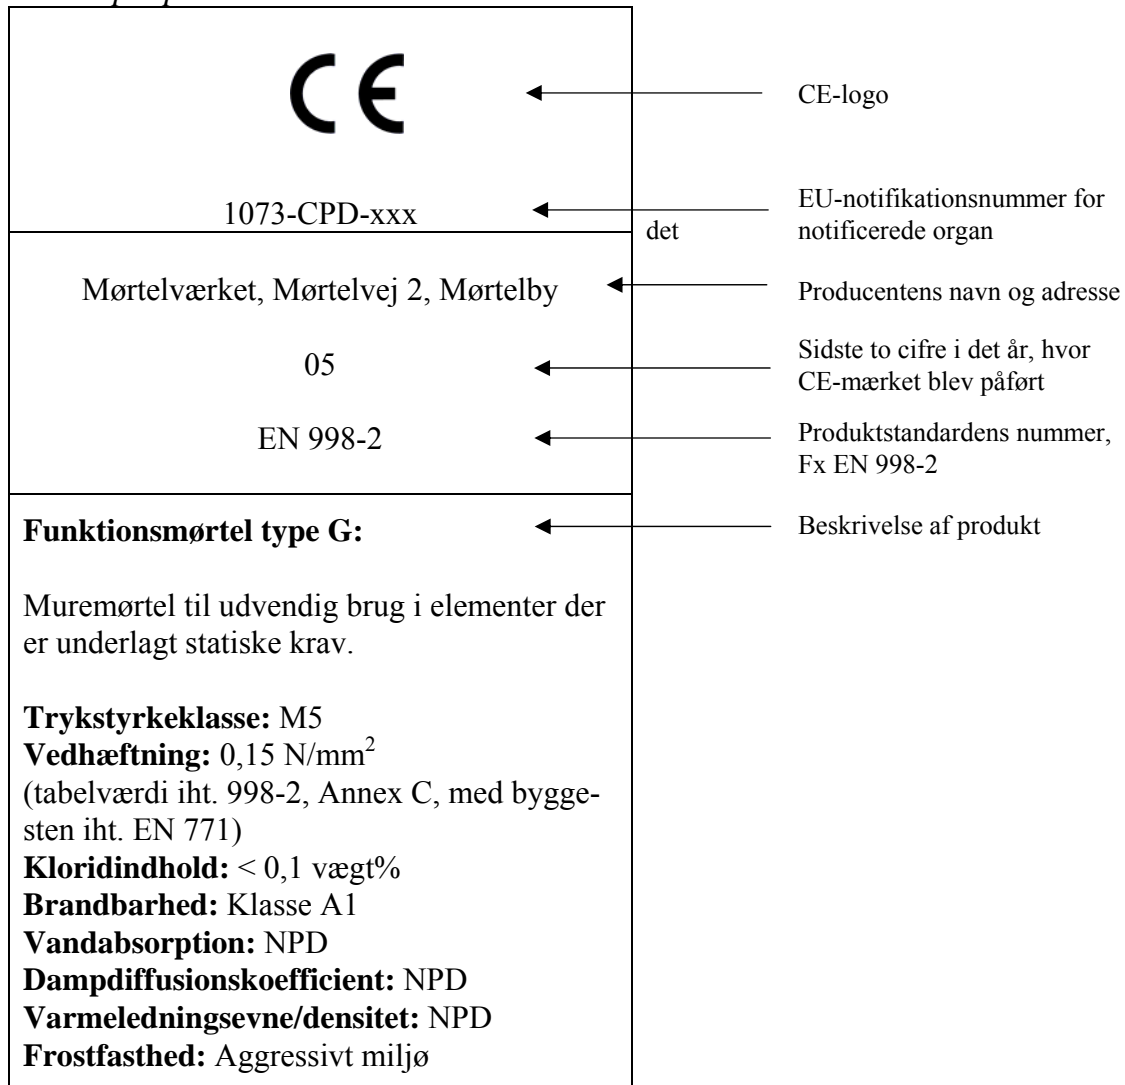 CE
CE-logo
1073-CPD-xxx
EU-notifikationsnummer for
det
notificerede organ
Mørtelværket, Mørtelvej 2, Mørtelby
Producentens navn og adresse
05
Sidste to cifre i det år, hvor
CE-mærket blev påført
EN 998-2
Produktstandardens nummer,
Fx EN 998-2
Funktionsmørtel type G:
Beskrivelse af produkt
Muremørtel til udvendig brug i elementer der
er underlagt statiske krav.
Trykstyrkeklasse: M5
Vedhæftning: 0,15 N/mm²
(tabelværdi iht. 998-2, Annex C, med bygge-
sten iht. EN 771)
Kloridindhold: < 0,1 vægt%
Brandbarhed: Klasse A1
Vandabsorption: NPD
Dampdiffusionskoefficient: NPD
Varmeledningsevne/densitet: NPD
Frostfasthed: Aggressivt miljø